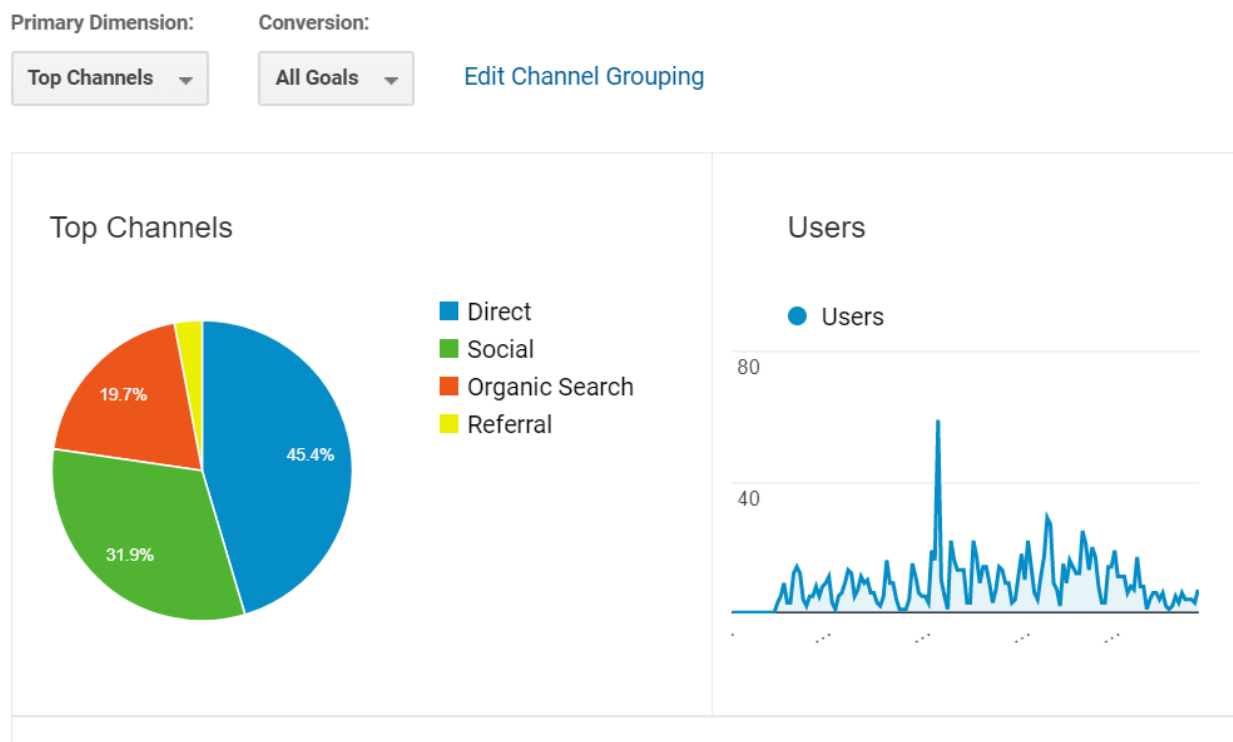 Primary Dimension:
Conversion:
Top Channels
All Goals
Edit Channel Grouping
Top Channels
Direct
Social
Organic Search
Referral
45.4%
31.9%
19.7%
Users
Users
80
40
...
...
...
...